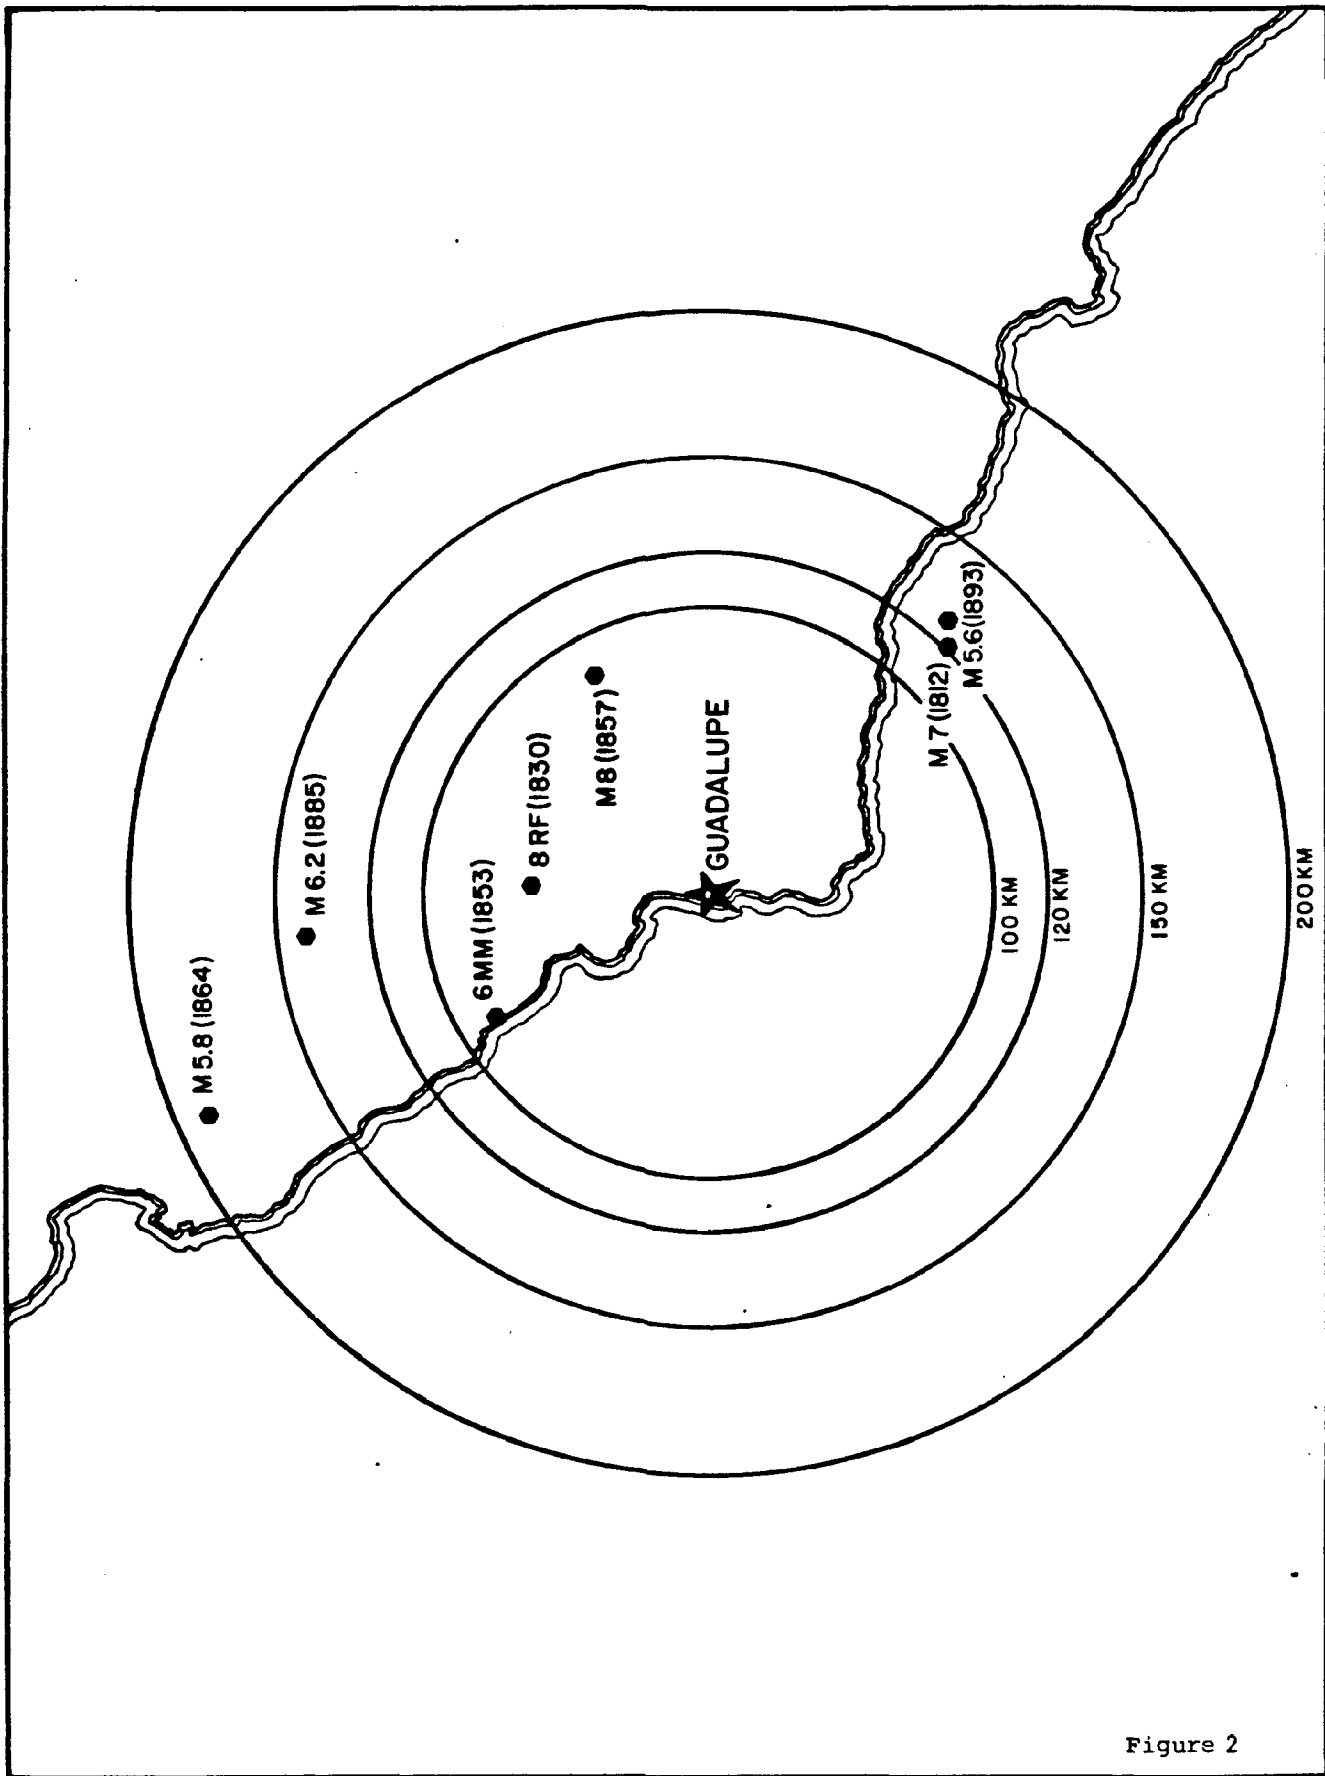 M 5.8 (1864)
M 6.2 (1885)
6 MM (1853)
8 RF (1830)
M 8 (1857)
GUADALUPE
M 7 (1812)
M 5.6 (1893)
100 KM
120 KM
150 KM
200 KM
Figure 2